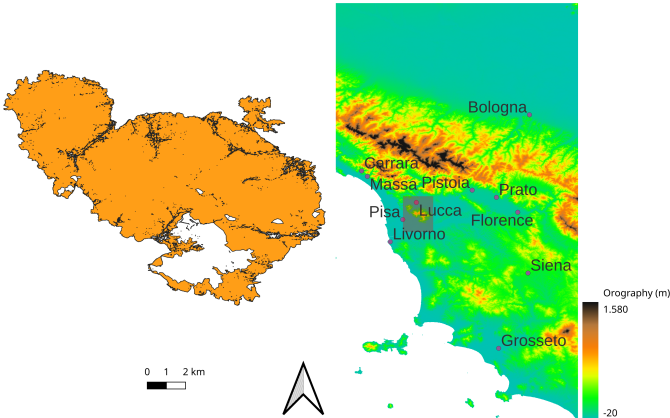 Bologna
Carrara
Massa
Pistoia
Prato
Pisa
Lucca
Florence
Livorno
Siena
Grosseto
Orography (m)
1.580
-20
0 1 2 km